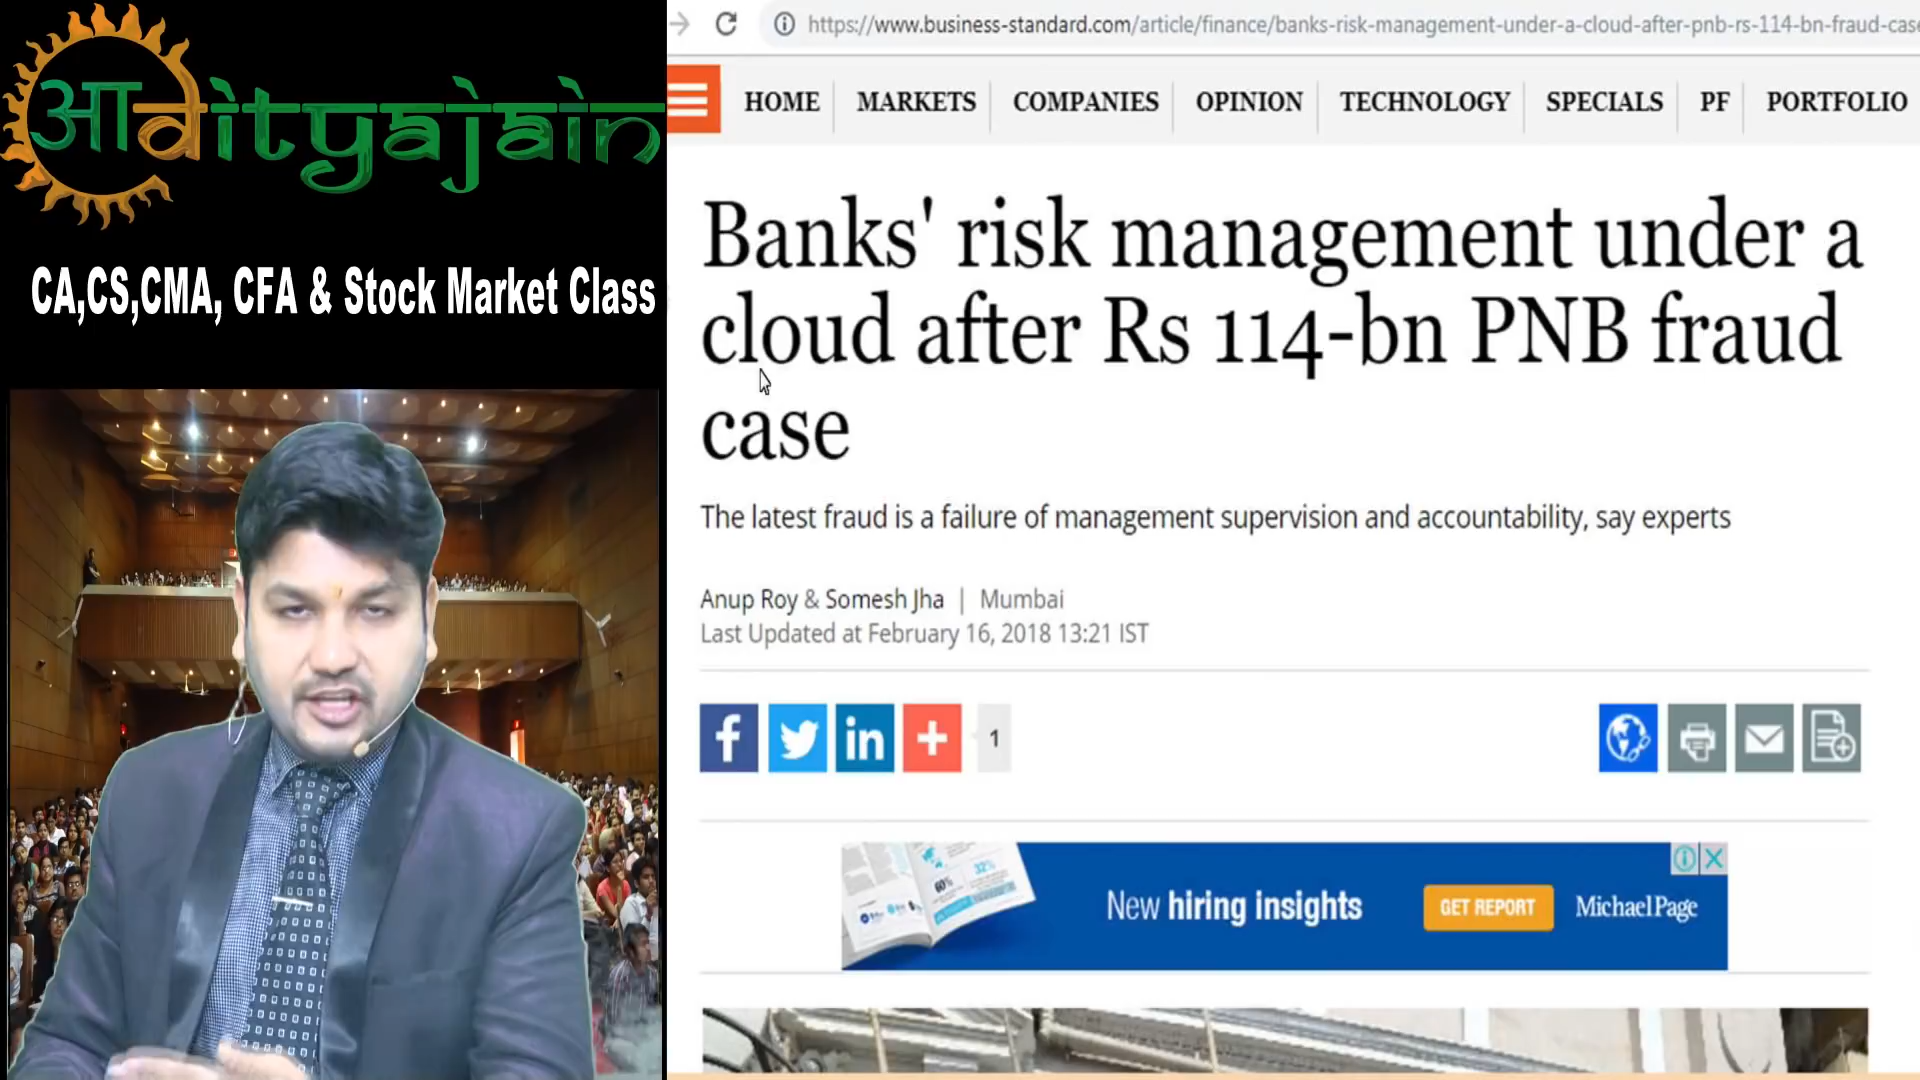 आdityajain
CA,CS,CMA, CFA & Stock Market Class
https://www.business-standard.com/article/finance/banks-risk-management-under-a-cloud-after-pnb-rs-114-bn-fraud-case
HOME MARKETS COMPANIES OPINION TECHNOLOGY SPECIALS PF PORTFOLIO
Banks' risk management under a
cloud after Rs 114-bn PNB fraud
case
The latest fraud is a failure of management supervision and accountability, say experts
Anup Roy & Somesh Jha | Mumbai
Last Updated at February 16, 2018 13:21 IST
f in + 1
60% 32%
New hiring insights GET REPORT MichaelPage